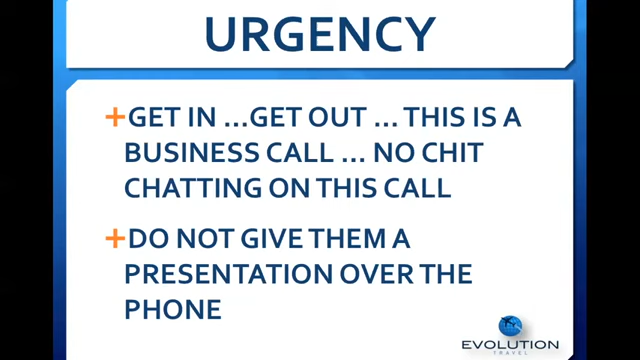 URGENCY
+GET IN ...GET OUT ... THIS IS A
BUSINESS CALL ... NO CHIT
CHATTING ON THIS CALL
+DO NOT GIVE THEM A
PRESENTATION OVER THE
PHONE
EVOLUTION
TRAVEL